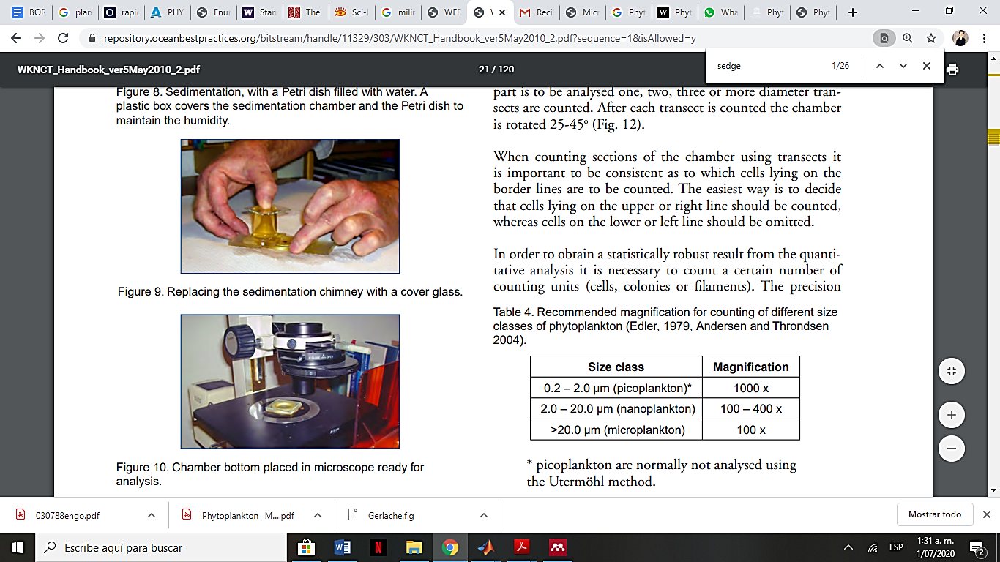 BOR
plan
rapid
PHY
Enur
Stan
The
Sci-
milir
WFD
W
Reci
Micr
Phyt
Phyt
Wha
Phyt
Phyt
repository.oceanbestpractices.org/bitstream/handle/11329/303/WKNCT_Handbook_ver5May2010_2.pdf?sequence=1&isAllowed=y
WKNCT_Handbook_ver5May2010_2.pdf
21 / 120
sedge
1/26
Figure 8. Sedimentation, with a Petri dish filled with water. A
plastic box covers the sedimentation chamber and the Petri dish to
maintain the humidity.
Figure 9. Replacing the sedimentation chimney with a cover glass.
Figure 10. Chamber bottom placed in microscope ready for
analysis.
part is to be analysed one, two, three or more diameter tran-
sects are counted. After each transect is counted the chamber
is rotated 25-45º (Fig. 12).
When counting sections of the chamber using transects it
is important to be consistent as to which cells lying on the
border lines are to be counted. The easiest way is to decide
that cells lying on the upper or right line should be counted,
whereas cells on the lower or left line should be omitted.
In order to obtain a statistically robust result from the quanti-
tative analysis it is necessary to count a certain number of
counting units (cells, colonies or filaments). The precision
Table 4. Recommended magnification for counting of different size
classes of phytoplankton (Edler, 1979, Andersen and Throndsen
2004).
Size class Magnification
0.2 – 2.0 µm (picoplankton)* 1000 x
2.0 – 20.0 µm (nanoplankton) 100 – 400 x
>20.0 µm (microplankton) 100 x
* picoplankton are normally not analysed using
the Utermöhl method.
030788engo.pdf
Phytoplankton_ M....pdf
Gerlache.fig
Mostrar todo
Escribe aquí para buscar
ESP
1:31 a. m.
1/07/2020
2